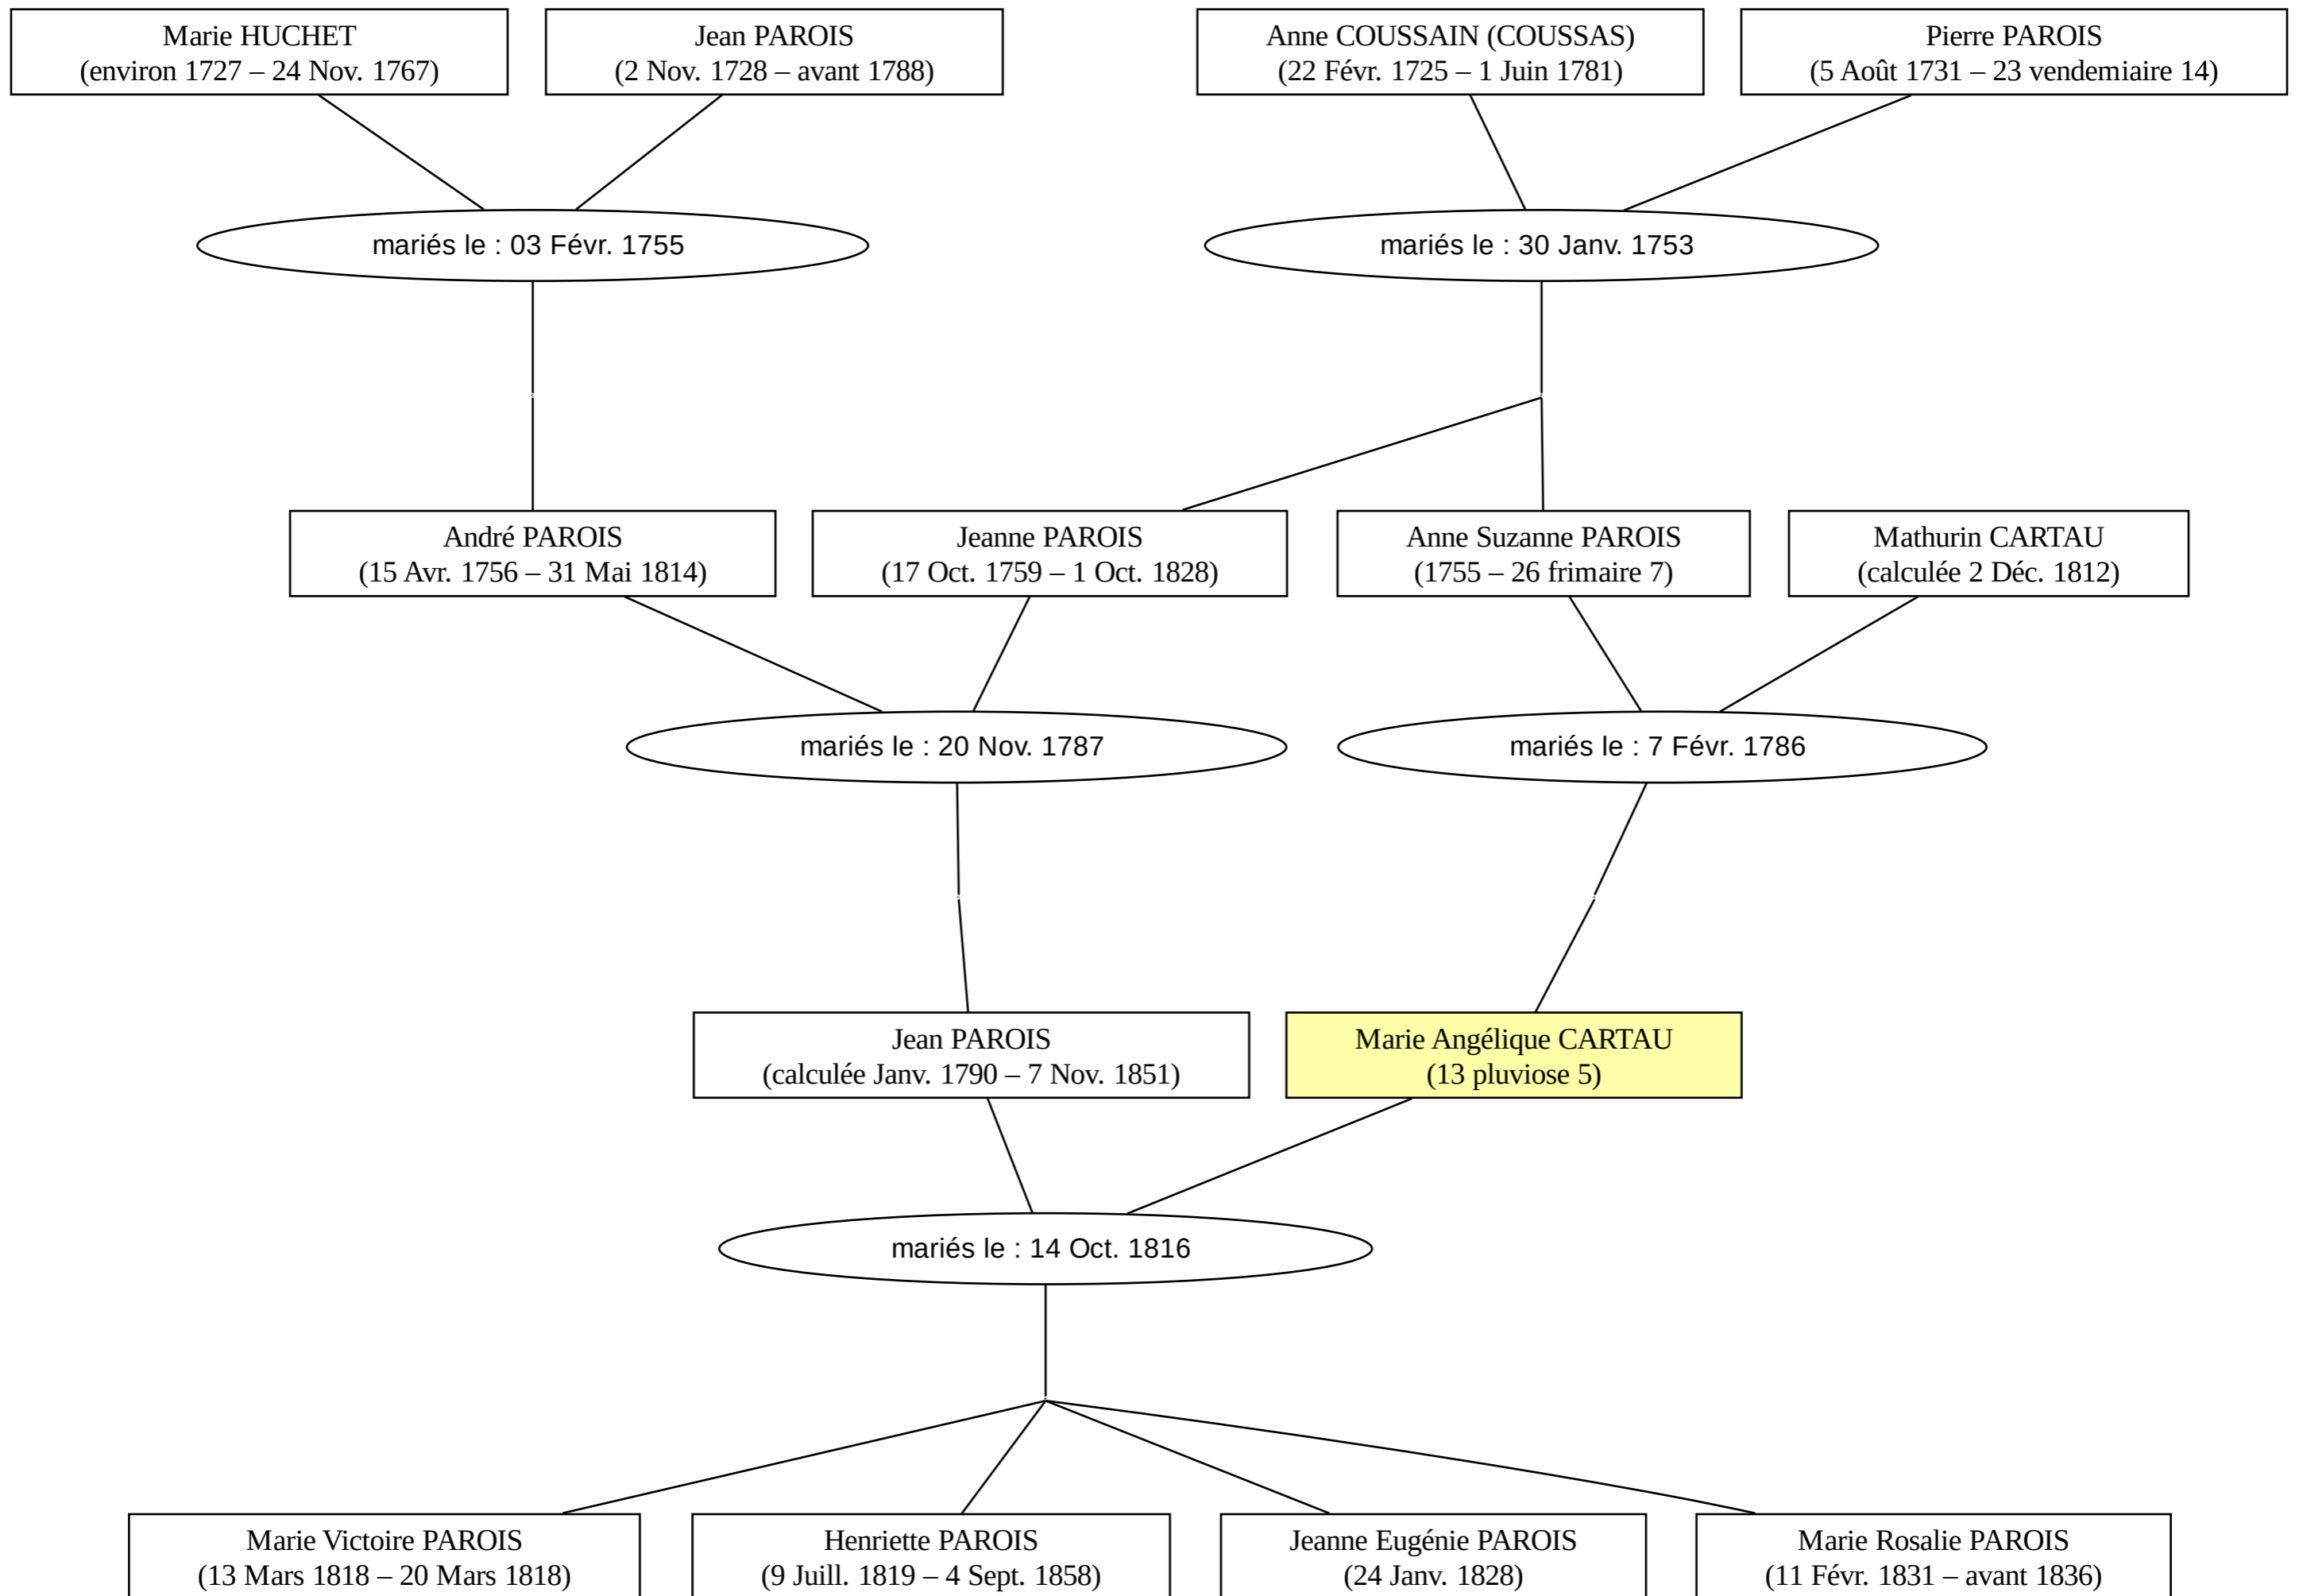 Marie HUCHET
(environ 1727 – 24 Nov. 1767)
Jean PAROIS
(2 Nov. 1728 – avant 1788)
Anne COUSSAIN (COUSSAS)
(22 Févr. 1725 – 1 Juin 1781)
Pierre PAROIS
(5 Août 1731 – 23 vendemiaire 14)
mariés le : 03 Févr. 1755
mariés le : 30 Janv. 1753
André PAROIS
(15 Avr. 1756 – 31 Mai 1814)
Jeanne PAROIS
(17 Oct. 1759 – 1 Oct. 1828)
Anne Suzanne PAROIS
(1755 – 26 frimaire 7)
Mathurin CARTAU
(calculée 2 Déc. 1812)
mariés le : 20 Nov. 1787
mariés le : 7 Févr. 1786
Jean PAROIS
(calculée Janv. 1790 – 7 Nov. 1851)
Marie Angélique CARTAU
(13 pluviose 5)
mariés le : 14 Oct. 1816
Marie Victoire PAROIS
(13 Mars 1818 – 20 Mars 1818)
Henriette PAROIS
(9 Juill. 1819 – 4 Sept. 1858)
Jeanne Eugénie PAROIS
(24 Janv. 1828)
Marie Rosalie PAROIS
(11 Févr. 1831 – avant 1836)